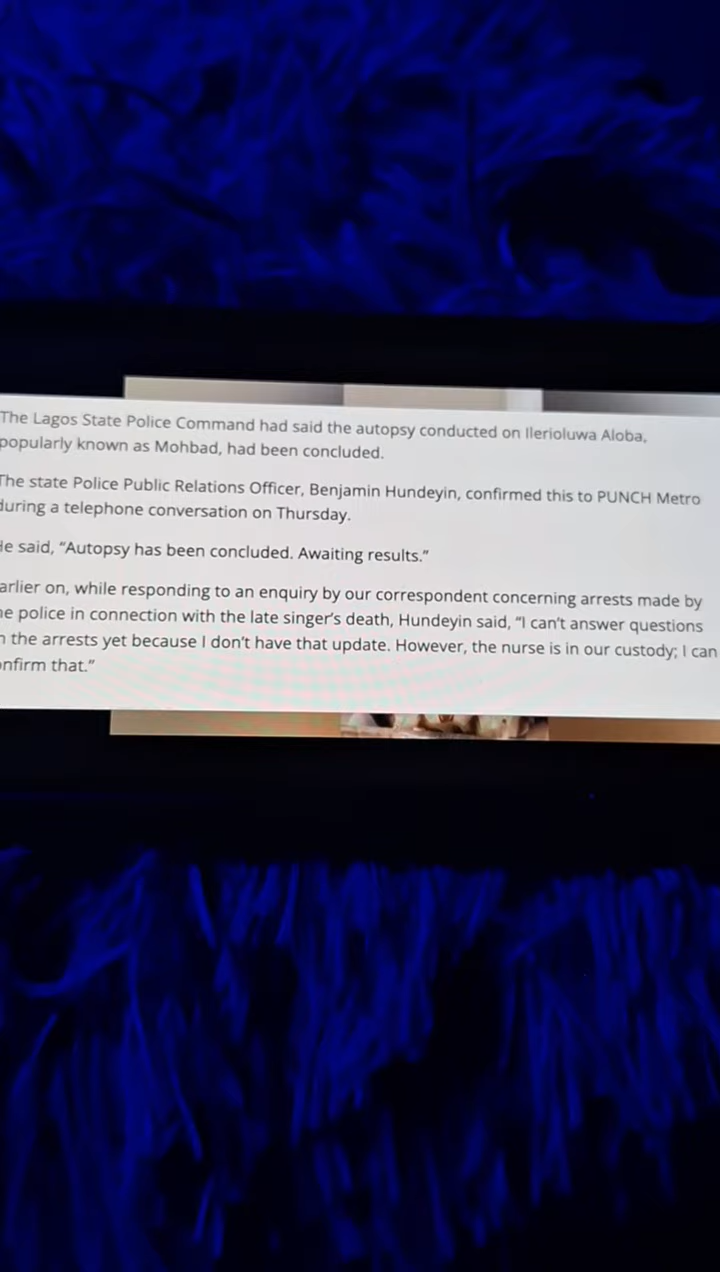 The Lagos State Police Command had said the autopsy conducted on Ilerioluwa Aloba,
popularly known as Mohbad, had been concluded.
The state Police Public Relations Officer, Benjamin Hundeyin, confirmed this to PUNCH Metro
during a telephone conversation on Thursday.
He said, “Autopsy has been concluded. Awaiting results.”
arlier on, while responding to an enquiry by our correspondent concerning arrests made by
he police in connection with the late singer’s death, Hundeyin said, “I can’t answer questions
n the arrests yet because I don’t have that update. However, the nurse is in our custody; I can
onfirm that.”